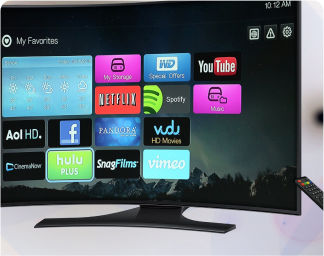 10:12 AM
My Favorites
My Storage
WD
Special Offers
YouTube
NETFLIX
Spotify
Music
Aol HD.
f
PANDORA
vudu
HD Movies
CinemaNow
hulu
PLUS
SnagFilms
vimeo